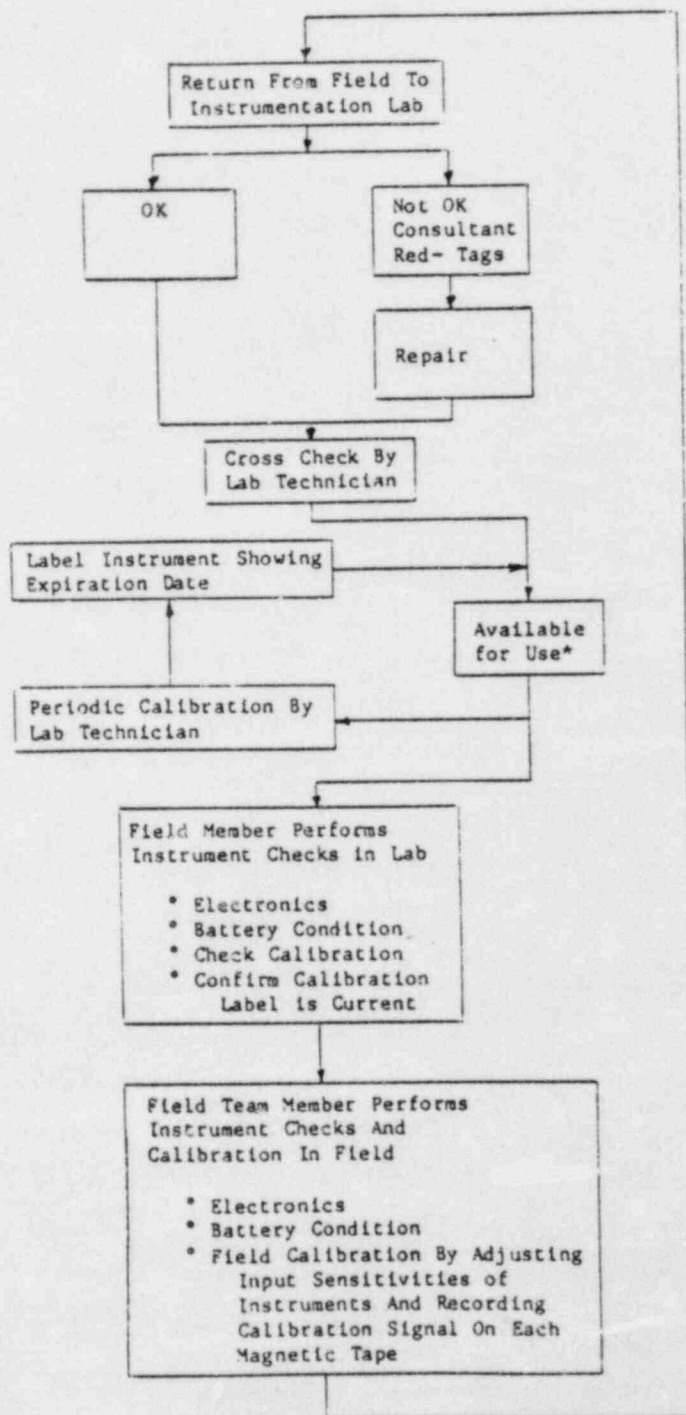 Return From Field To
Instrumentation Lab
OK
Not OK
Consultant
Red- Tags
Repair
Cross Check By
Lab Technician
Label Instrument Showing
Expiration Date
Available
for Use*
Periodic Calibration By
Lab Technician
Field Member Performs
Instrument Checks in Lab
* Electronics
* Battery Condition
* Check Calibration
* Confirm Calibration
Label is Current
Field Team Member Performs
Instrument Checks And
Calibration In Field
* Electronics
* Battery Condition
* Field Calibration By Adjusting
Input Sensitivities of
Instruments And Recording
Calibration Signal On Each
Magnetic Tape